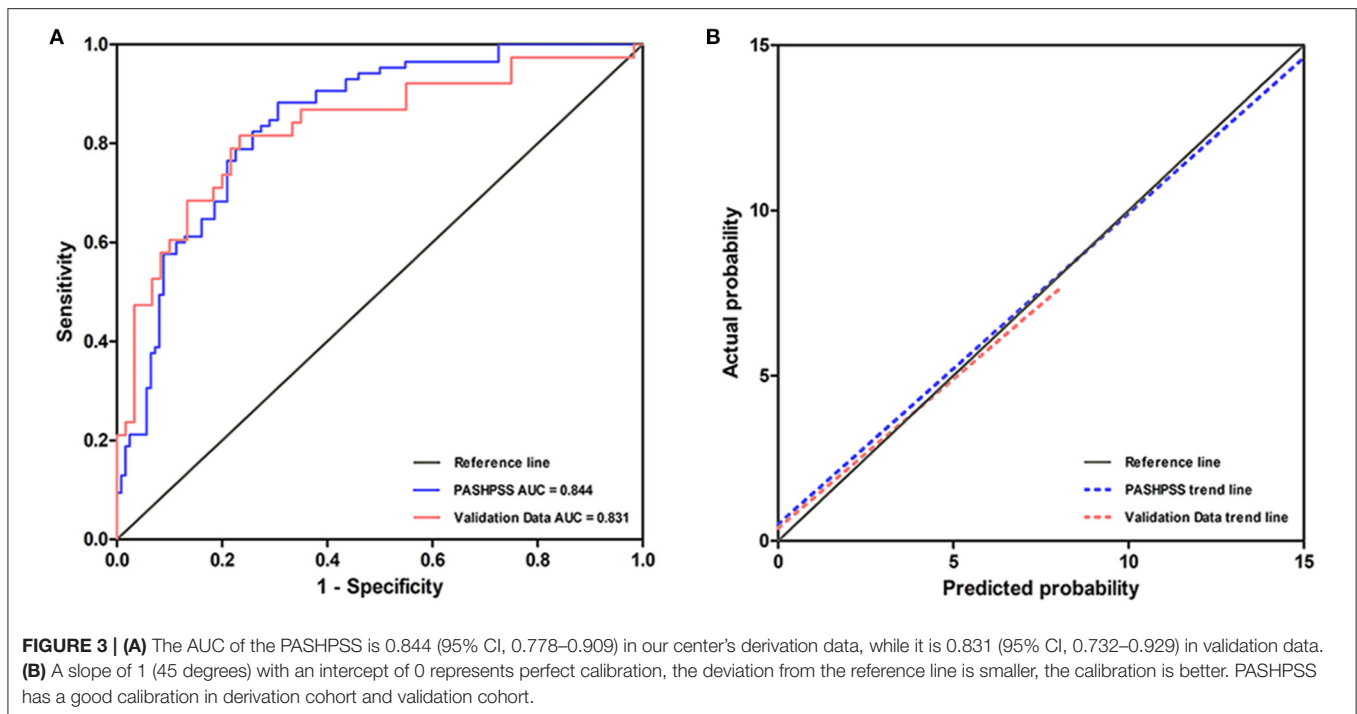 A
1.0
0.8
0.6
0.4
0.2
0.0
Sensitivity
0.0
0.2
0.4
0.6
0.8
1.0
1 - Specificity
Reference line
PASHPSS AUC = 0.844
Validation Data AUC = 0.831
B
15
10
5
0
Actual probability
0
5
10
15
Predicted probability
Reference line
PASHPSS trend line
Validation Data trend line
FIGURE 3 | (A) The AUC of the PASHPSS is 0.844 (95% CI, 0.778–0.909) in our center's derivation data, while it is 0.831 (95% CI, 0.732–0.929) in validation data.
(B) A slope of 1 (45 degrees) with an intercept of 0 represents perfect calibration, the deviation from the reference line is smaller, the calibration is better. PASHPSS
has a good calibration in derivation cohort and validation cohort.